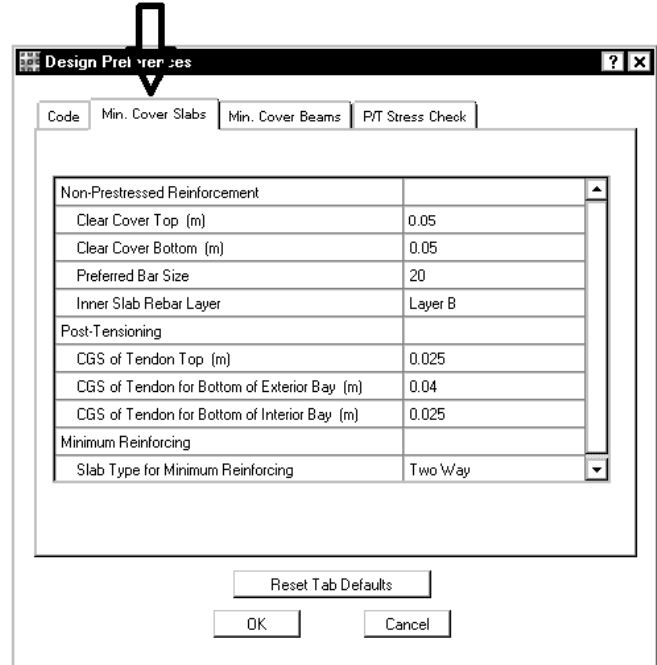 Design Preferences
Code
Min. Cover Slabs
Min. Cover Beams
P/T Stress Check
Non-Prestressed Reinforcement
Clear Cover Top (m) 0.05
Clear Cover Bottom (m) 0.05
Preferred Bar Size 20
Inner Slab Rebar Layer Layer B
Post-Tensioning
CGS of Tendon Top (m) 0.025
CGS of Tendon for Bottom of Exterior Bay (m) 0.04
CGS of Tendon for Bottom of Interior Bay (m) 0.025
Minimum Reinforcing
Slab Type for Minimum Reinforcing Two Way
Reset Tab Defaults
OK Cancel